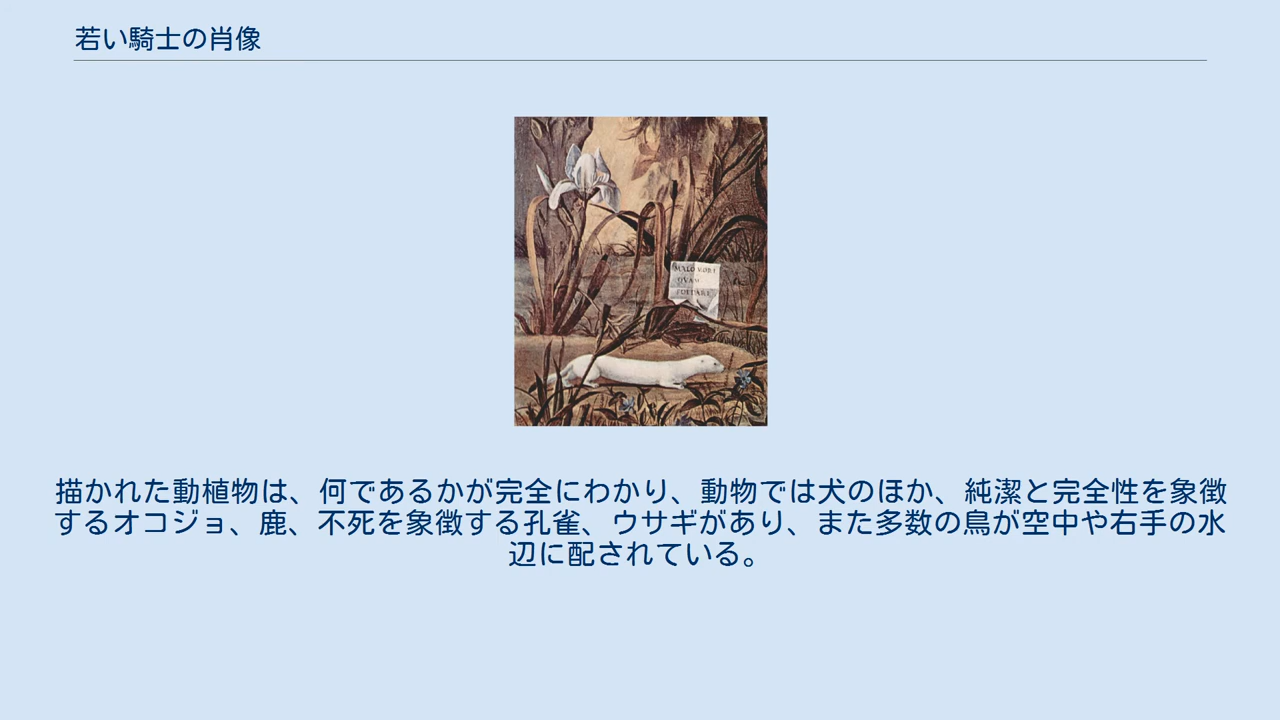 若い騎士の肖像
MALO MORI
QVAM
FOEDARI
描かれた動植物は、何であるかが完全にわかり、動物では犬のほか、純潔と完全性を象徴
するオコジョ、鹿、不死を象徴する孔雀、ウサギがあり、また多数の鳥が空中や右手の水
辺に配されている。